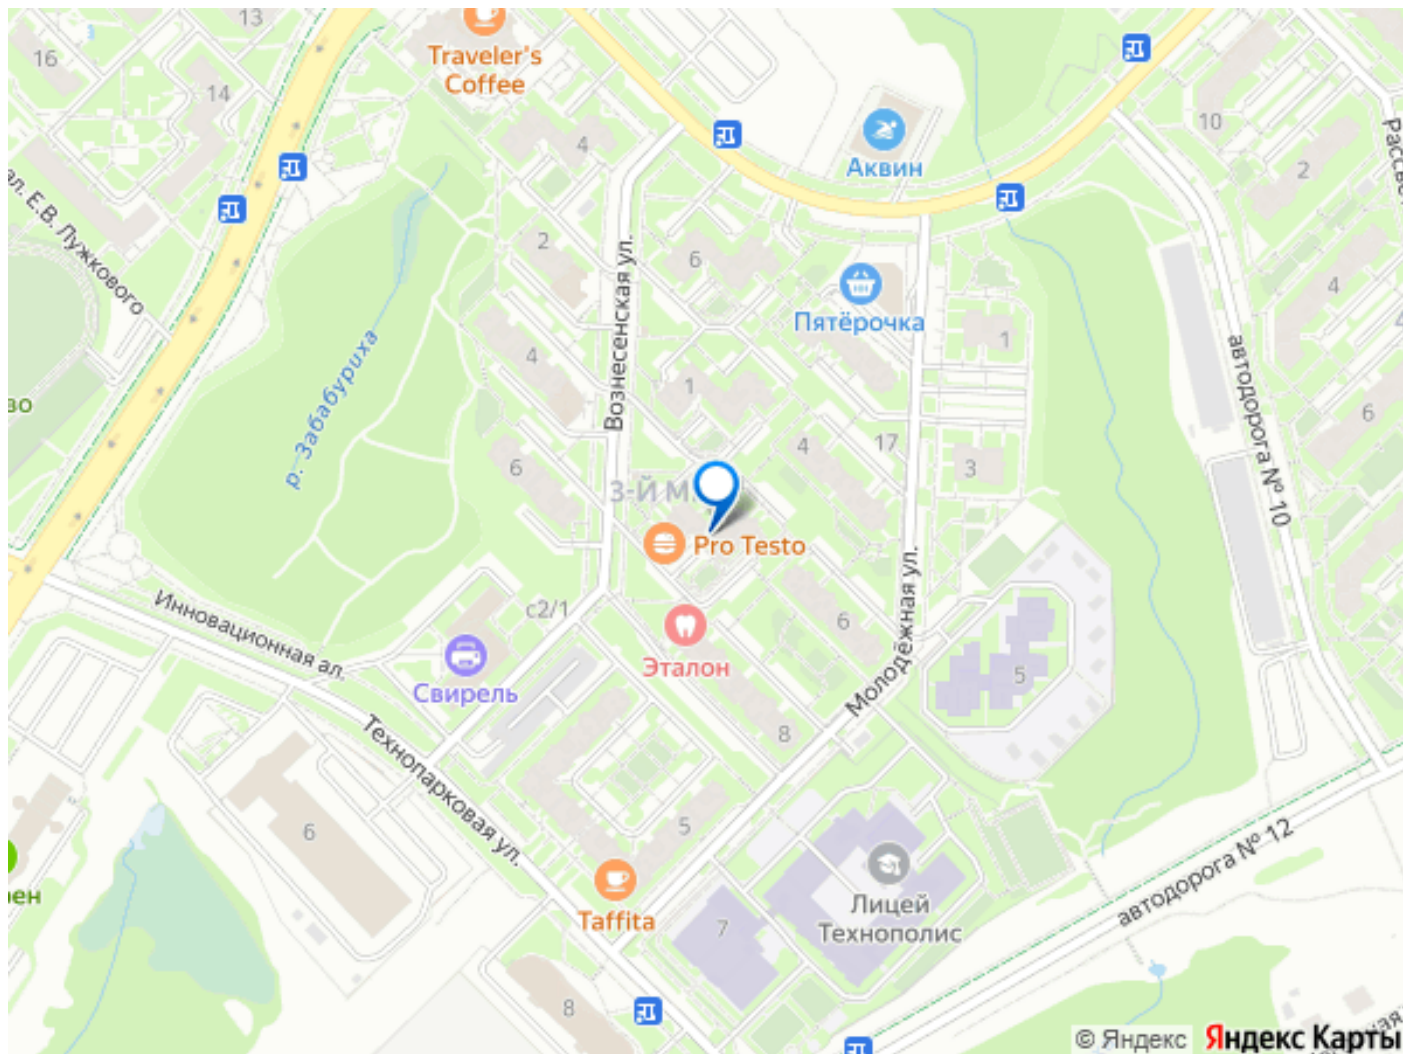 13
16
14
Traveler's
Coffee
4
Аквин
10
2
Рассв
ал. Е.В. Лужкового
2
Вознесенская ул.
6
Пятёрочка
4
1
автодорога № 10
р. Забабуриха
4
1
во
6
4
17
3
6
3-Й М
Pro Testo
с2/1
Инновационная ал.
6
Молодёжная ул.
Эталон
5
Свирель
8
Технопарковая ул.
6
5
автодорога № 12
рен
Taffita
7
Лицей
Технополис
8
ая
© Яндекс Яндекс Карты